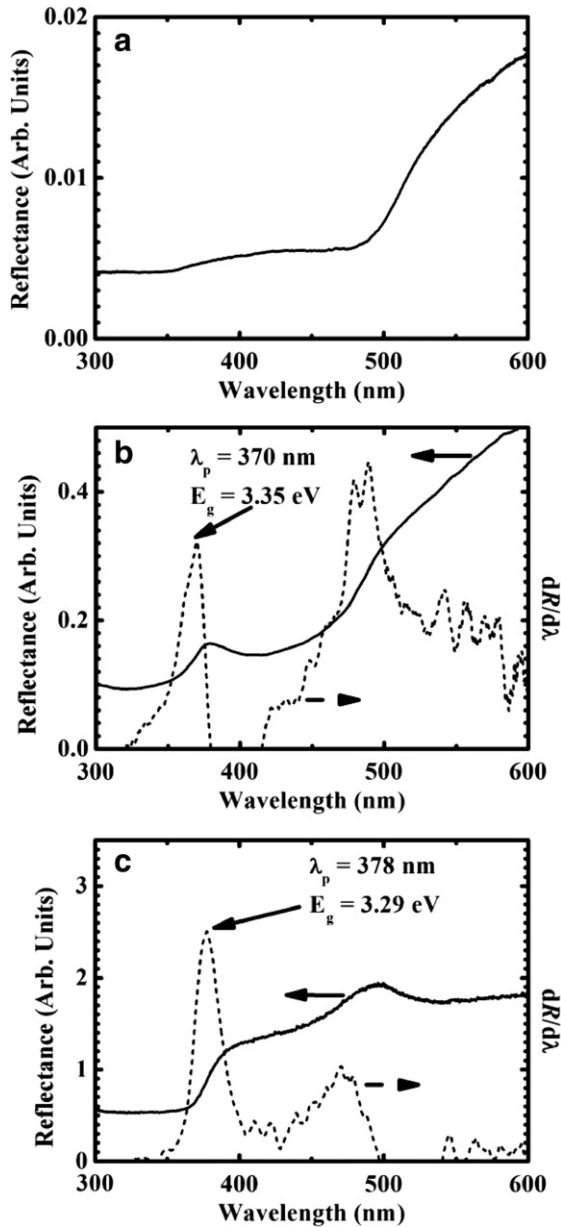 a
Reflectance (Arb. Units)
0.02
0.01
0.00
300 400 500 600
Wavelength (nm)
b
λp = 370 nm
Eg = 3.35 eV
Reflectance (Arb. Units)
0.4
0.2
0.0
dR/dλ
300 400 500 600
Wavelength (nm)
c
λp = 378 nm
Eg = 3.29 eV
Reflectance (Arb. Units)
3
2
1
0
dR/dλ
300 400 500 600
Wavelength (nm)